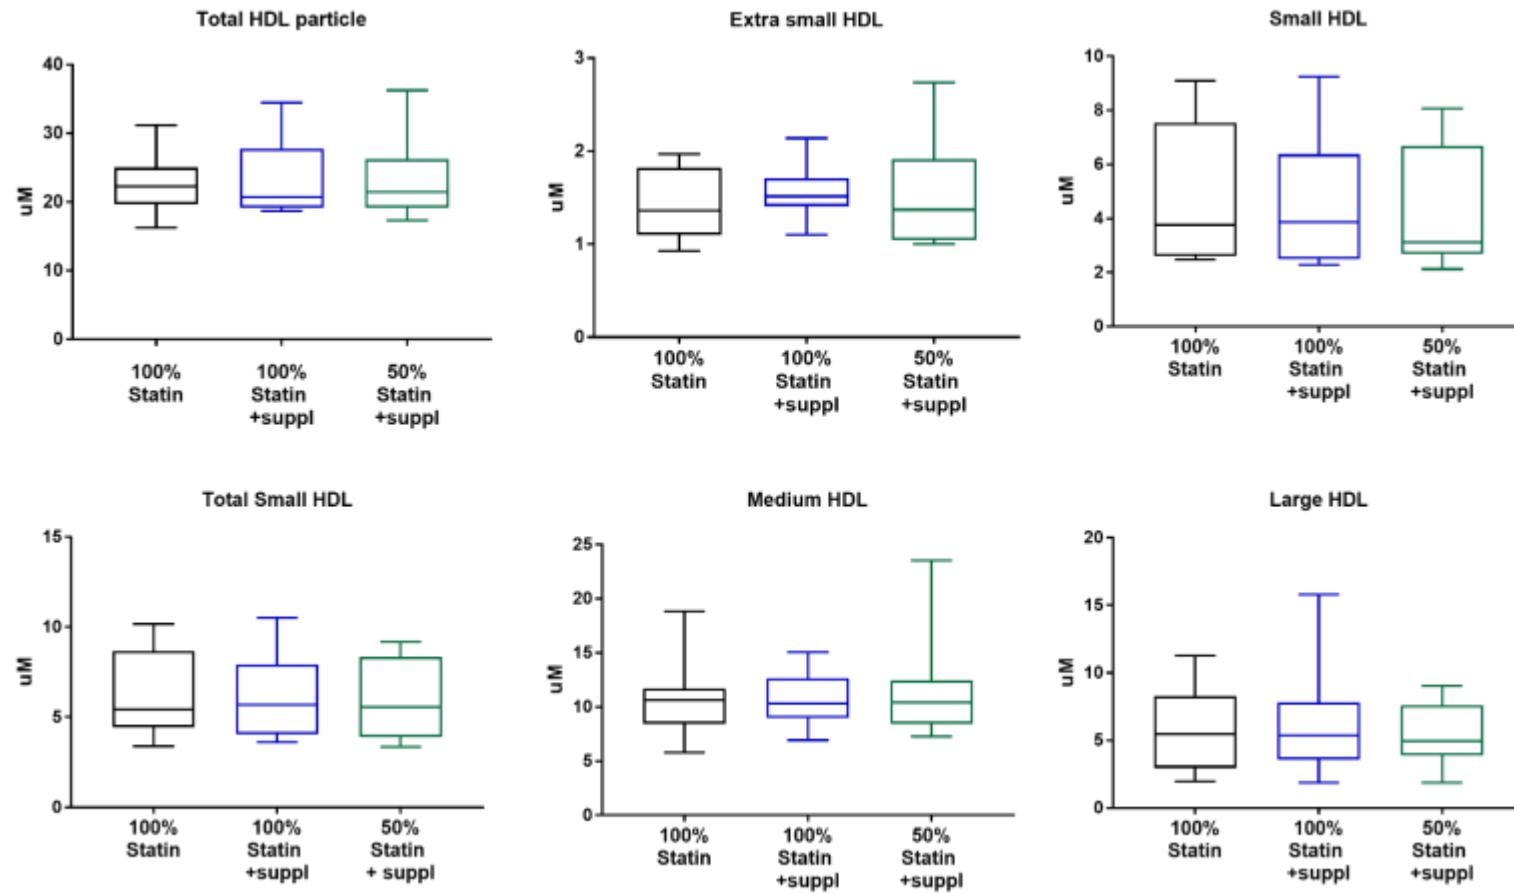 Total HDL particle
uM
40
30
20
10
0
100%
Statin
100%
Statin
+suppl
50%
Statin
+suppl
Extra small HDL
uM
3
2
1
0
100%
Statin
100%
Statin
+suppl
50%
Statin
+suppl
Small HDL
uM
10
8
6
4
2
0
100%
Statin
100%
Statin
+suppl
50%
Statin
+suppl
Total Small HDL
uM
15
10
5
0
100%
Statin
100%
Statin
+suppl
50%
Statin
+ suppl
Medium HDL
uM
25
20
15
10
5
0
100%
Statin
100%
Statin
+suppl
50%
Statin
+suppl
Large HDL
uM
20
15
10
5
0
100%
Statin
100%
Statin
+suppl
50%
Statin
+suppl